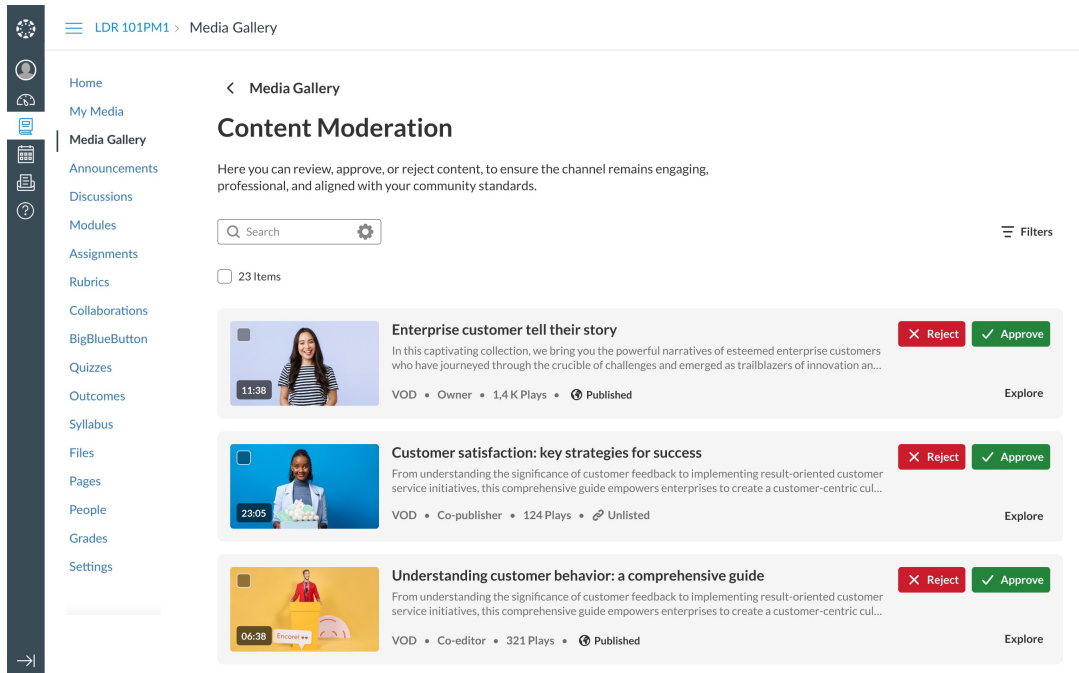 LDR 101PM1 > Media Gallery
Home
My Media
Media Gallery
Announcements
Discussions
Modules
Assignments
Rubrics
Collaborations
BigBlueButton
Quizzes
Outcomes
Syllabus
Files
Pages
People
Grades
Settings
Media Gallery
Content Moderation
Here you can review, approve, or reject content, to ensure the channel remains engaging,
professional, and aligned with your community standards.
Search
Filters
23 Items
11:38
Enterprise customer tell their story
In this captivating collection, we bring you the powerful narratives of esteemed enterprise customers
who have journeyed through the crucible of challenges and emerged as trailblazers of innovation an...
VOD • Owner • 1,4 K Plays • Published
Reject
Approve
Explore
23:05
Customer satisfaction: key strategies for success
From understanding the significance of customer feedback to implementing result-oriented customer
service initiatives, this comprehensive guide empowers enterprises to create a customer-centric cul...
VOD • Co-publisher • 124 Plays • Unlisted
Reject
Approve
Explore
06:38
Encore!
Understanding customer behavior: a comprehensive guide
From understanding the significance of customer feedback to implementing result-oriented customer
service initiatives, this comprehensive guide empowers enterprises to create a customer-centric cul...
VOD • Co-editor • 321 Plays • Published
Reject
Approve
Explore